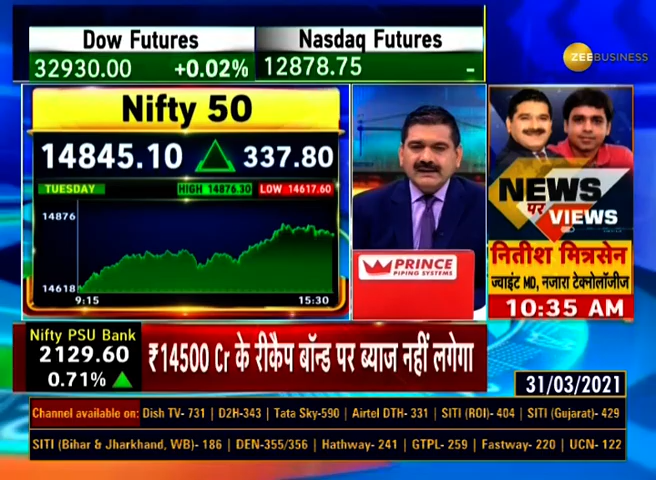 Dow Futures
32930.00 +0.02%
Nasdaq Futures
12878.75 -
ZEE BUSINESS
Nifty 50
14845.10 337.80
TUESDAY HIGH 14876.30 LOW 14617.60
14876
14618
9:15 15:30
PRINCE
PIPING SYSTEMS
NEWS
पर
VIEWS
नितीश मित्रसेन
ज्वाइंट MD, नजारा टेक्नोलॉजीज
10:35 AM
Nifty PSU Bank
2129.60
0.71%
₹14500 Cr के रीकैप बॉन्ड पर ब्याज नहीं लगेगा
31/03/2021
Channel available on: Dish TV- 731 | D2H-343 | Tata Sky-590 | Airtel DTH- 331 | SITI (ROI)- 404 | SITI (Gujarat)- 429
SITI (Bihar & Jharkhand, WB)- 186 | DEN-355/356 | Hathway- 241 | GTPL- 259 | Fastway- 220 | UCN- 122